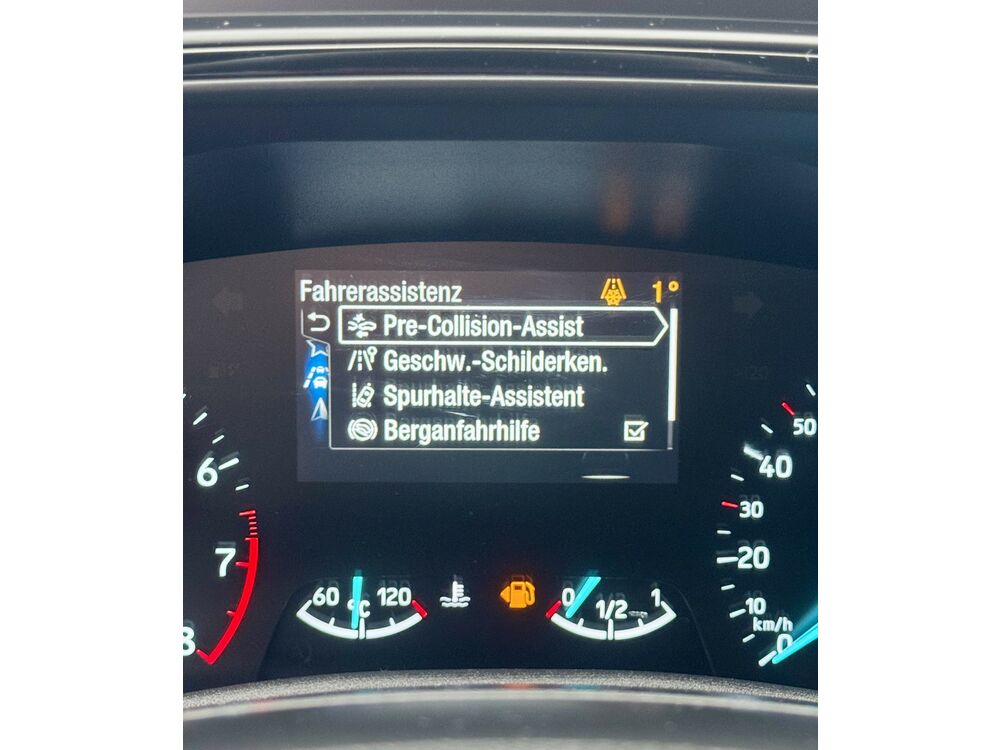 Fahrerassistenz 1°
Pre-Collision-Assist
Geschw.-Schilderken.
Spurhalte-Assistent
Berganfahrhilfe
6
7
8
60 °C 120
0 1/2 1
50
40
30
20
10
km/h
0